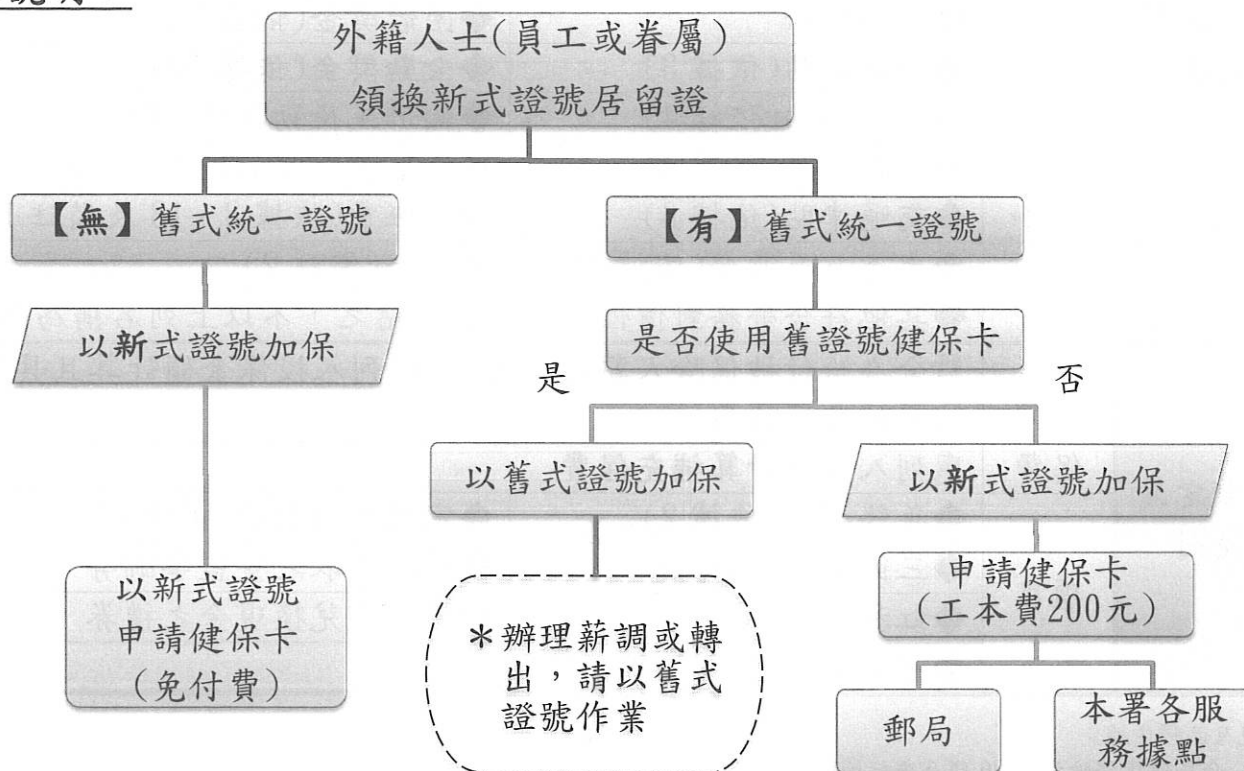 外籍人士(員工或眷屬)
領換新式證號居留證
【無】舊式統一證號
【有】舊式統一證號
以新式證號加保
是否使用舊證號健保卡
是
否
以舊式證號加保
以新式證號加保
以新式證號
申請健保卡
(免付費)
＊辦理薪調或轉
出，請以舊式
證號作業
申請健保卡
(工本費200元)
郵局
本署各服
務據點